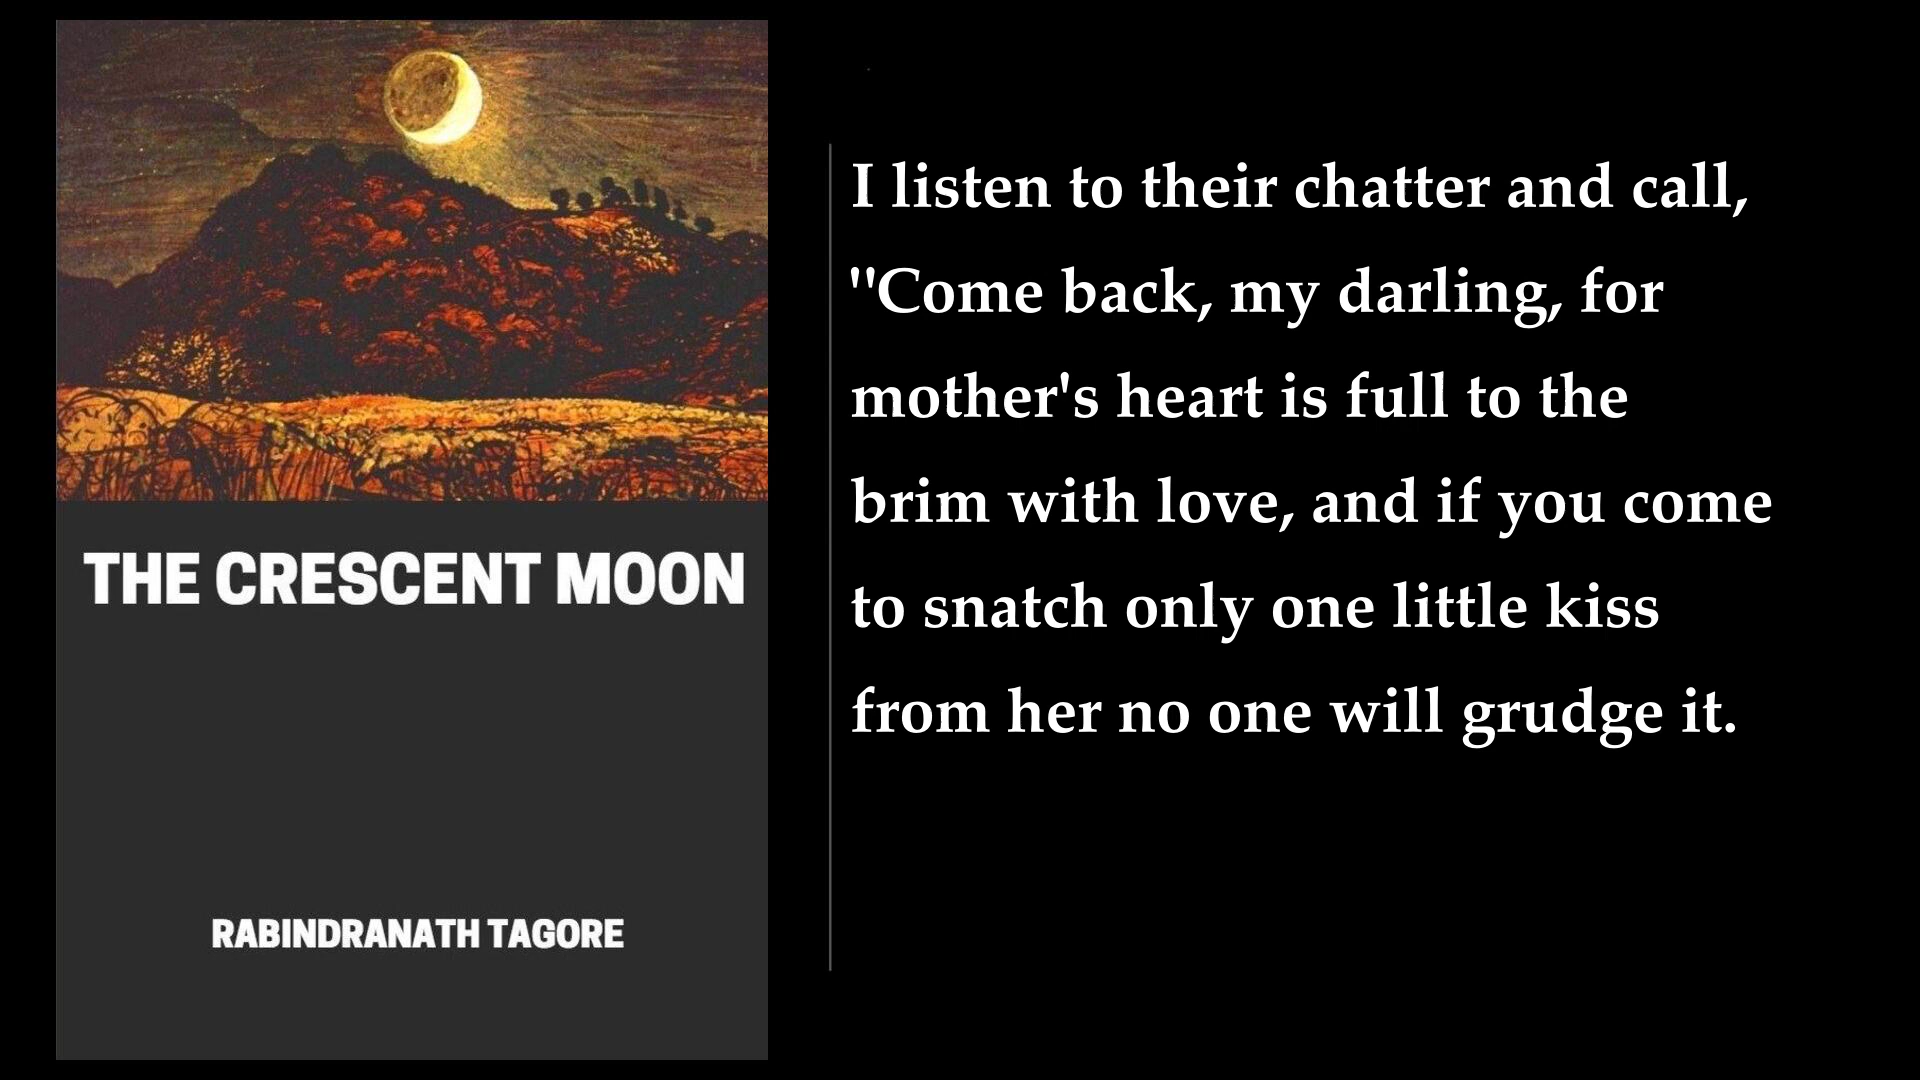 THE CRESCENT MOON
RABINDRANATH TAGORE
I listen to their chatter and call,
"Come back, my darling, for
mother's heart is full to the
brim with love, and if you come
to snatch only one little kiss
from her no one will grudge it.